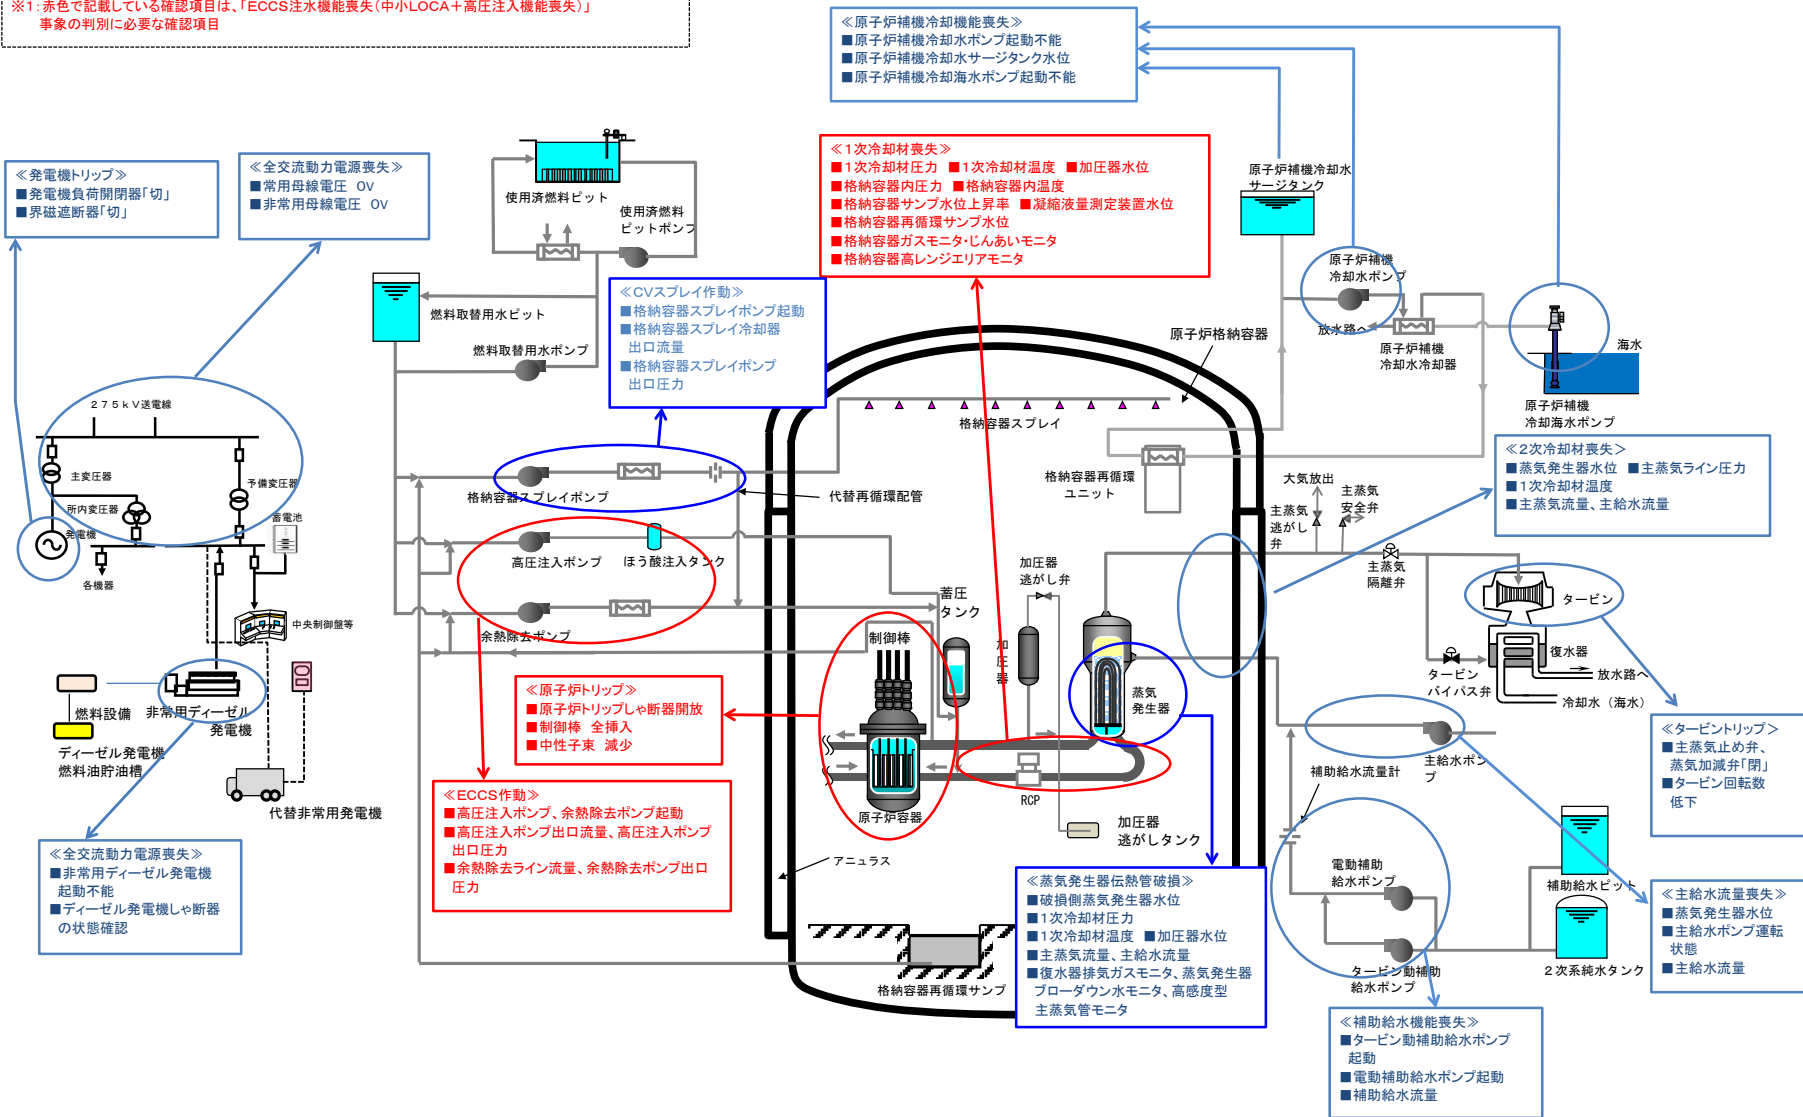 ※1：赤色で記載している確認項目は、「ECCS注水機能喪失（中小LOCA＋高圧注入機能喪失）」
事象の判別に必要な確認項目
≪原子炉補機冷却機能喪失≫
■原子炉補機冷却水ポンプ起動不能
■原子炉補機冷却水サージタンク水位
■原子炉補機冷却海水ポンプ起動不能
≪発電機トリップ≫
■発電機負荷開閉器「切」
■界磁遮断器「切」
≪全交流動力電源喪失≫
■常用母線電圧 0V
■非常用母線電圧 0V
使用済燃料ピット
使用済燃料
ピットポンプ
≪1次冷却材喪失≫
■1次冷却材圧力 ■1次冷却材温度 ■加圧器水位
■格納容器内圧力 ■格納容器内温度
■格納容器サンプ水位上昇率 ■凝縮液量測定装置水位
■格納容器再循環サンプ水位
■格納容器ガスモニタ・じんあいモニタ
■格納容器高レンジエリアモニタ
原子炉補機冷却水
サージタンク
原子炉補機
冷却水ポンプ
放水路へ
原子炉補機
冷却水冷却器
海水
原子炉補機
冷却海水ポンプ
燃料取替用水ピット
燃料取替用水ポンプ
≪CVスプレイ作動≫
■格納容器スプレイポンプ起動
■格納容器スプレイ冷却器
出口流量
■格納容器スプレイポンプ
出口圧力
原子炉格納容器
格納容器スプレイ
275kV送電線
主変圧器
予備変圧器
所内変圧器
発電機
蓄電池
各機器
中央制御盤等
格納容器スプレイポンプ
代替再循環配管
格納容器再循環
ユニット
≪2次冷却材喪失＞
■蒸気発生器水位 ■主蒸気ライン圧力
■1次冷却材温度
■主蒸気流量、主給水流量
大気放出
主蒸気
逃がし
弁
主蒸気
安全弁
主蒸気
隔離弁
高圧注入ポンプ
ほう酸注入タンク
余熱除去ポンプ
蓄圧
タンク
加圧器
逃がし弁
制御棒
加
圧
器
蒸気
発生器
タービン
復水器
放水路へ
タービン
バイパス弁
冷却水（海水）
燃料設備
非常用ディーゼル
発電機
ディーゼル発電機
燃料油貯油槽
代替非常用発電機
≪原子炉トリップ≫
■原子炉トリップしゃ断器開放
■制御棒 全挿入
■中性子束 減少
≪ECCS作動≫
■高圧注入ポンプ、余熱除去ポンプ起動
■高圧注入ポンプ出口流量、高圧注入ポンプ
出口圧力
■余熱除去ライン流量、余熱除去ポンプ出口
圧力
原子炉容器
RCP
加圧器
逃がしタンク
補助給水流量計
主給水ポン
プ
≪タービントリップ＞
■主蒸気止め弁、
蒸気加減弁「閉」
■タービン回転数
低下
≪全交流動力電源喪失≫
■非常用ディーゼル発電機
起動不能
■ディーゼル発電機しゃ断器
の状態確認
アニュラス
格納容器再循環サンプ
≪蒸気発生器伝熱管破損≫
■破損側蒸気発生器水位
■1次冷却材圧力
■1次冷却材温度 ■加圧器水位
■主蒸気流量、主給水流量
■復水器排気ガスモニタ、蒸気発生器
ブローダウン水モニタ、高感度型
主蒸気管モニタ
電動補助
給水ポンプ
タービン動補助
給水ポンプ
補助給水ピット
2次系純水タンク
≪主給水流量喪失＞
■蒸気発生器水位
■主給水ポンプ運転
状態
■主給水流量
≪補助給水機能喪失≫
■タービン動補助給水ポンプ
起動
■電動補助給水ポンプ起動
■補助給水流量